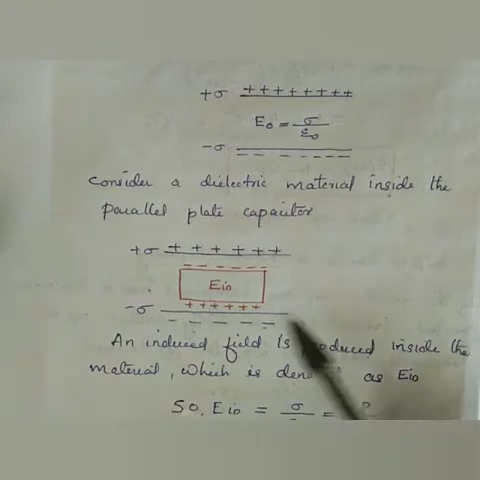 +σ ++++++++
E₀ = σ/ε₀
-σ - - - - - - - -
Consider a dielectric material inside the
parallel plate capacitor
+σ + + + + + +
- - - - - -
Ei₀
+ + + + + +
-σ - - - - - -
An induced field is produced inside the
material, which is as Ei₀
So, Ei₀ = σ =